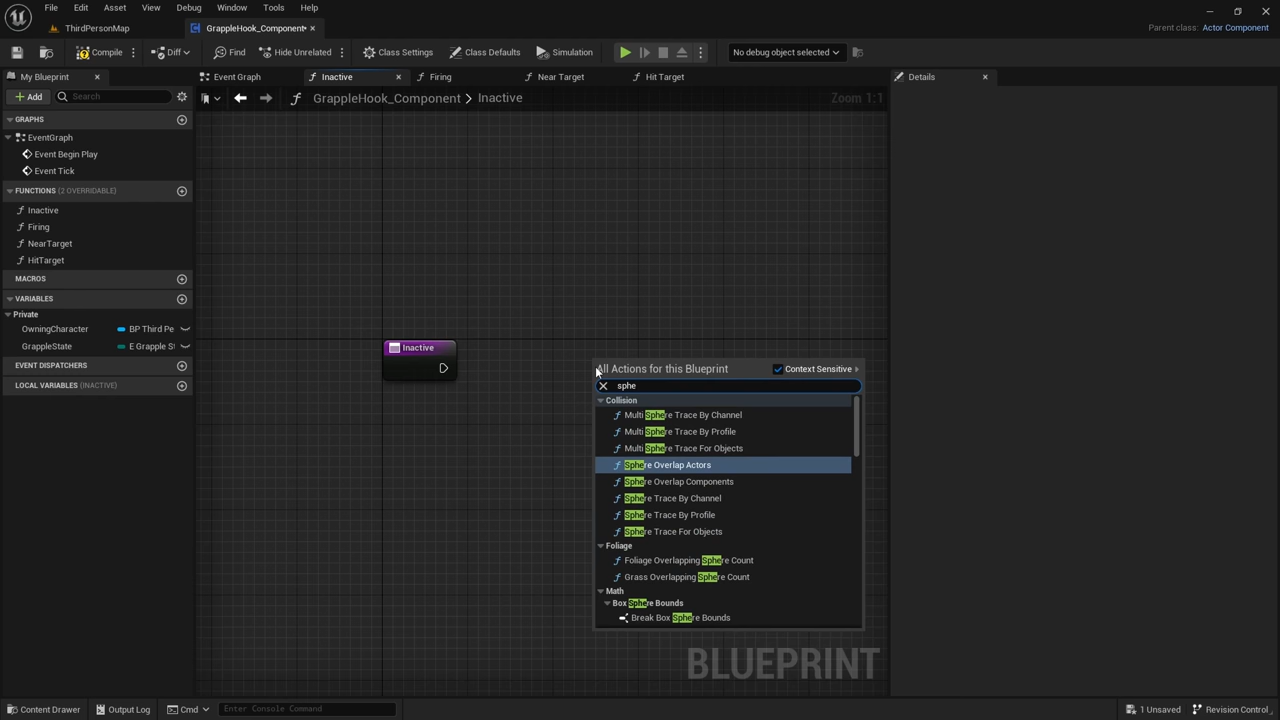 File Edit Asset View Debug Window Tools Help
ThirdPersonMap GrappleHook_Component* Parent class: Actor Component
Compile Diff Find Hide Unrelated Class Settings Class Defaults Simulation No debug object selected
My Blueprint Event Graph Inactive Firing Near Target Hit Target Details
Add Search GrappleHook_Component > Inactive Zoom 1:1
GRAPHS
EventGraph
Event Begin Play
Event Tick
FUNCTIONS (2 OVERRIDABLE)
Inactive
Firing
NearTarget
HitTarget
MACROS
VARIABLES
Private
OwningCharacter BP Third Pe
GrappleState E Grapple St
EVENT DISPATCHERS
LOCAL VARIABLES (INACTIVE)
Inactive
All Actions for this Blueprint Context Sensitive
sphe
Collision
Multi Sphere Trace By Channel
Multi Sphere Trace By Profile
Multi Sphere Trace For Objects
Sphere Overlap Actors
Sphere Overlap Components
Sphere Trace By Channel
Sphere Trace By Profile
Sphere Trace For Objects
Foliage
Foliage Overlapping Sphere Count
Grass Overlapping Sphere Count
Math
Box Sphere Bounds
Break Box Sphere Bounds
BLUEPRINT
Content Drawer Output Log Cmd Enter Console Command 1 Unsaved Revision Control